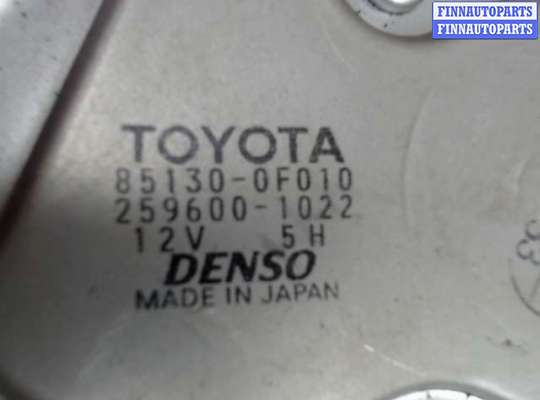 FINNAUTOPARTS
FINNAUTOPARTS
TOYOTA
85130-0F010
259600-1022
12V 5H
DENSO
MADE IN JAPAN